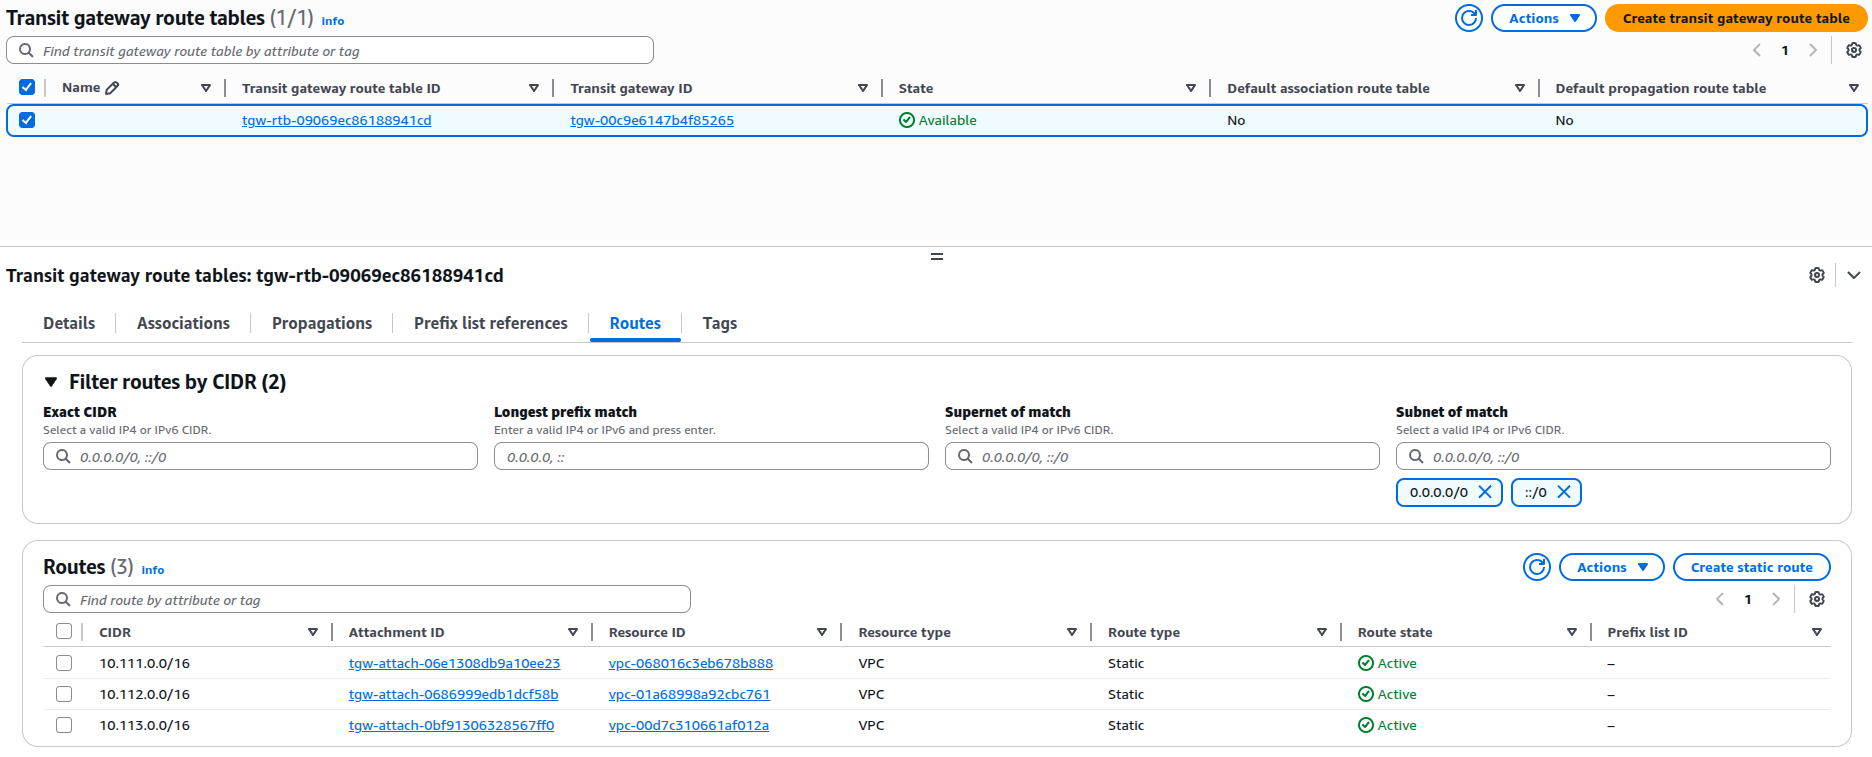 Transit gateway route tables (1/1) Info
Actions
Create transit gateway route table
Find transit gateway route table by attribute or tag
1
Name Transit gateway route table ID Transit gateway ID State Default association route table Default propagation route table
tgw-rtb-09069ec86188941cd tgw-00c9e6147b4f85265 Available No No
Transit gateway route tables: tgw-rtb-09069ec86188941cd
Details Associations Propagations Prefix list references Routes Tags
Filter routes by CIDR (2)
Exact CIDR Longest prefix match Supernet of match Subnet of match
Select a valid IP4 or IPv6 CIDR. Enter a valid IP4 or IPv6 and press enter. Select a valid IP4 or IPv6 CIDR. Select a valid IP4 or IPv6 CIDR.
0.0.0.0/0, ::/0 0.0.0.0, :: 0.0.0.0/0, ::/0 0.0.0.0/0, ::/0
0.0.0.0/0 ::/0
Routes (3) Info
Actions
Create static route
Find route by attribute or tag
1
CIDR Attachment ID Resource ID Resource type Route type Route state Prefix list ID
10.111.0.0/16 tgw-attach-06e1308db9a10ee23 vpc-068016c3eb678b888 VPC Static Active –
10.112.0.0/16 tgw-attach-0686999edb1dcf58b vpc-01a68998a92cbc761 VPC Static Active –
10.113.0.0/16 tgw-attach-0bf91306328567ff0 vpc-00d7c310661af012a VPC Static Active –